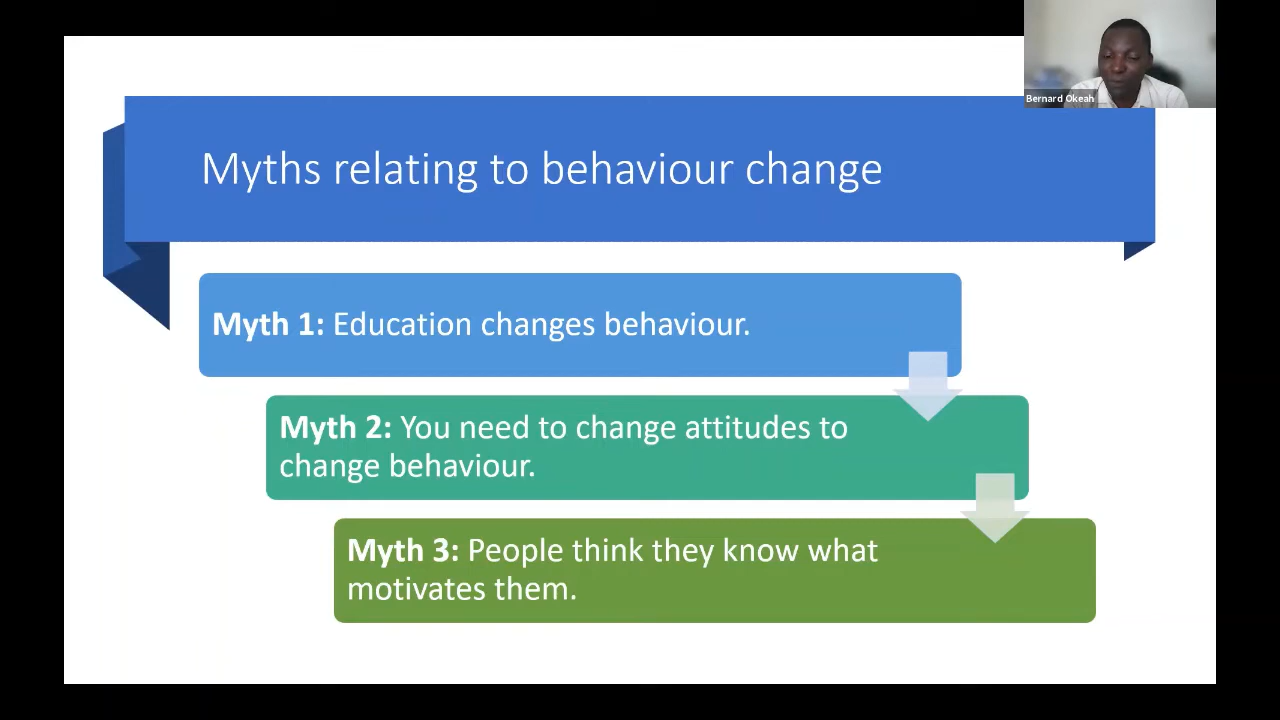 Bernard Okeah
Myths relating to behaviour change
Myth 1: Education changes behaviour.
Myth 2: You need to change attitudes to
change behaviour.
Myth 3: People think they know what
motivates them.